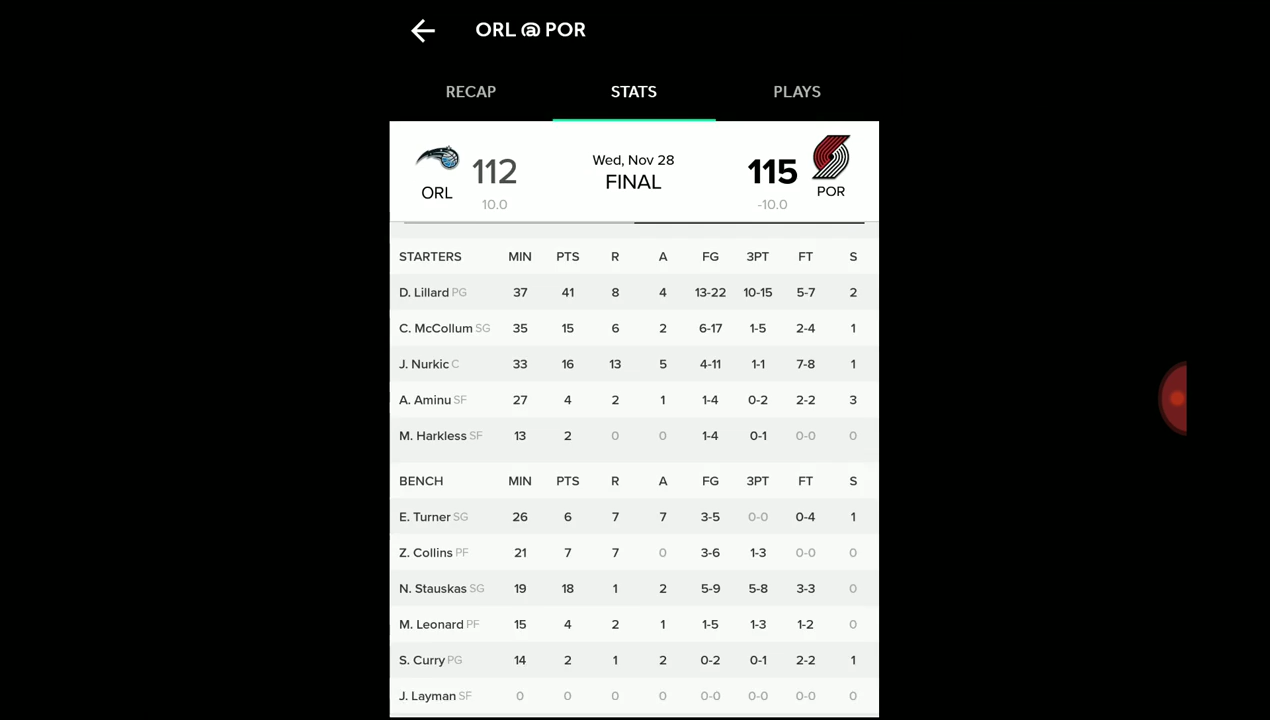 ORL @ POR
RECAP STATS PLAYS
ORL 112 Wed, Nov 28 115 POR
10.0 FINAL -10.0
STARTERS MIN PTS R A FG 3PT FT S
D. Lillard PG 37 41 8 4 13-22 10-15 5-7 2
C. McCollum SG 35 15 6 2 6-17 1-5 2-4 1
J. Nurkic C 33 16 13 5 4-11 1-1 7-8 1
A. Aminu SF 27 4 2 1 1-4 0-2 2-2 3
M. Harkless SF 13 2 0 0 1-4 0-1 0-0 0
BENCH MIN PTS R A FG 3PT FT S
E. Turner SG 26 6 7 7 3-5 0-0 0-4 1
Z. Collins PF 21 7 7 0 3-6 1-3 0-0 0
N. Stauskas SG 19 18 1 2 5-9 5-8 3-3 0
M. Leonard PF 15 4 2 1 1-5 1-3 1-2 0
S. Curry PG 14 2 1 2 0-2 0-1 2-2 1
J. Layman SF 0 0 0 0 0-0 0-0 0-0 0